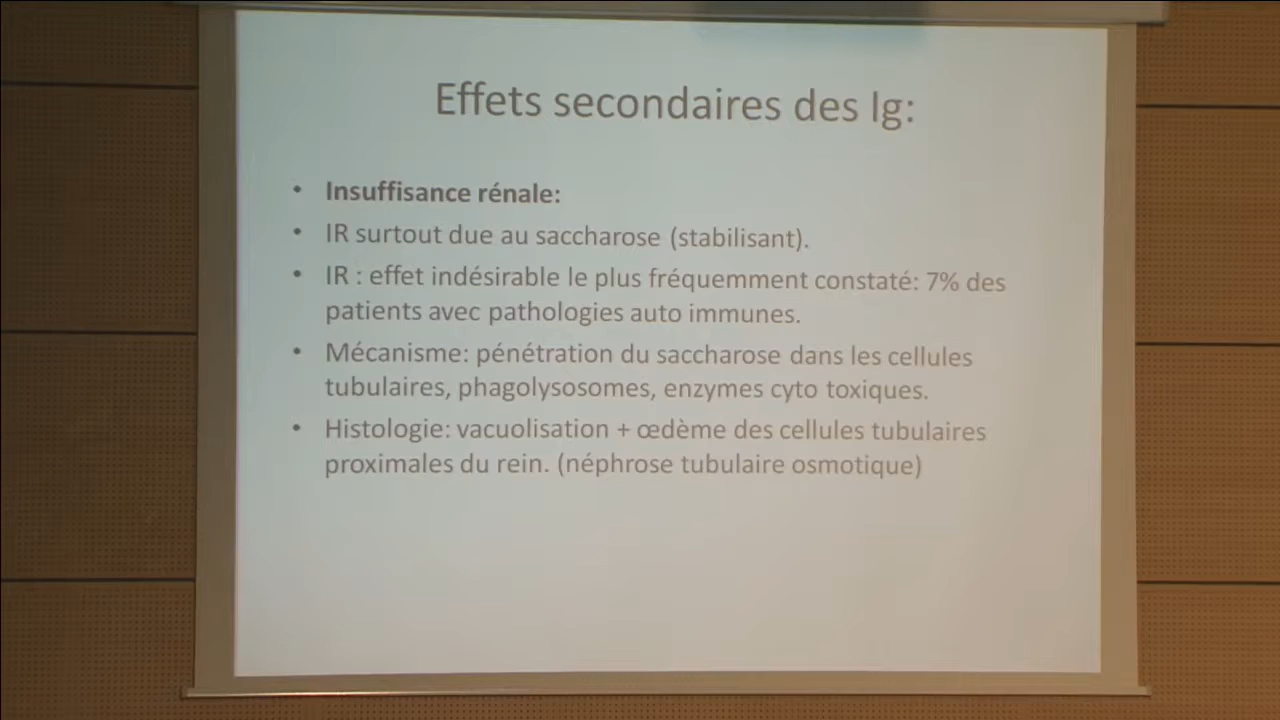 Effets secondaires des Ig:
• Insuffisance rénale:
• IR surtout due au saccharose (stabilisant).
• IR : effet indésirable le plus fréquemment constaté: 7% des
patients avec pathologies auto immunes.
• Mécanisme: pénétration du saccharose dans les cellules
tubulaires, phagolysosomes, enzymes cyto toxiques.
• Histologie: vacuolisation + œdème des cellules tubulaires
proximales du rein. (néphrose tubulaire osmotique)